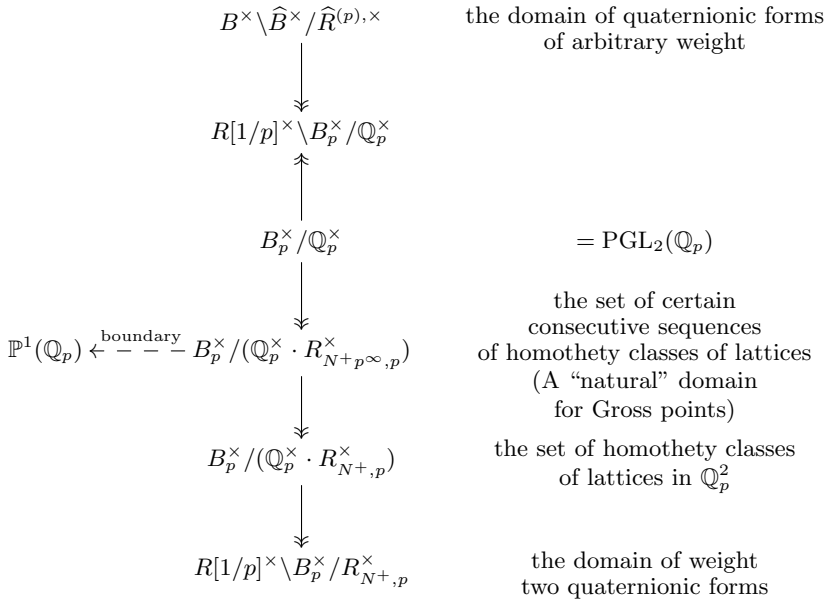 B^×\B̂^×/R̂^{(p),×} the domain of quaternionic forms
of arbitrary weight
R[1/p]^×\B_p^×/ℚ_p^×
B_p^×/ℚ_p^× = PGL_2(ℚ_p)
the set of certain
consecutive sequences
ℙ^1(ℚ_p) boundary B_p^×/(ℚ_p^× · R_{N^+p^∞,p}^×) of homothety classes of lattices
(A “natural” domain
for Gross points)
B_p^×/(ℚ_p^× · R_{N^+,p}^×) the set of homothety classes
of lattices in ℚ_p^2
R[1/p]^×\B_p^×/R_{N^+,p}^× the domain of weight
two quaternionic forms